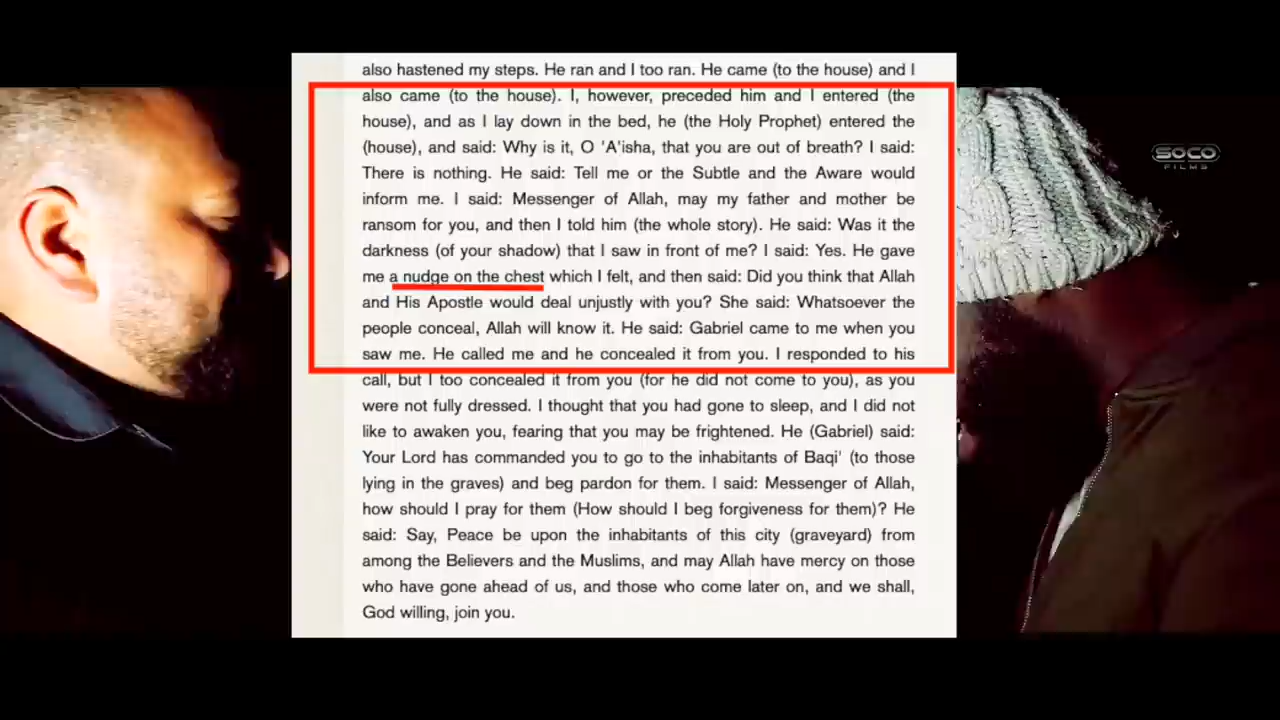 also hastened my steps. He ran and I too ran. He came (to the house) and I
also came (to the house). I, however, preceded him and I entered (the
house), and as I lay down in the bed, he (the Holy Prophet) entered the
(house), and said: Why is it, O 'A'isha, that you are out of breath? I said:
There is nothing. He said: Tell me or the Subtle and the Aware would
inform me. I said: Messenger of Allah, may my father and mother be
ransom for you, and then I told him (the whole story). He said: Was it the
darkness (of your shadow) that I saw in front of me? I said: Yes. He gave
me a nudge on the chest which I felt, and then said: Did you think that Allah
and His Apostle would deal unjustly with you? She said: Whatsoever the
people conceal, Allah will know it. He said: Gabriel came to me when you
saw me. He called me and he concealed it from you. I responded to his
call, but I too concealed it from you (for he did not come to you), as you
were not fully dressed. I thought that you had gone to sleep, and I did not
like to awaken you, fearing that you may be frightened. He (Gabriel) said:
Your Lord has commanded you to go to the inhabitants of Baqi' (to those
lying in the graves) and beg pardon for them. I said: Messenger of Allah,
how should I pray for them (How should I beg forgiveness for them)? He
said: Say, Peace be upon the inhabitants of this city (graveyard) from
among the Believers and the Muslims, and may Allah have mercy on those
who have gone ahead of us, and those who come later on, and we shall,
God willing, join you.
SOCO
FILMS